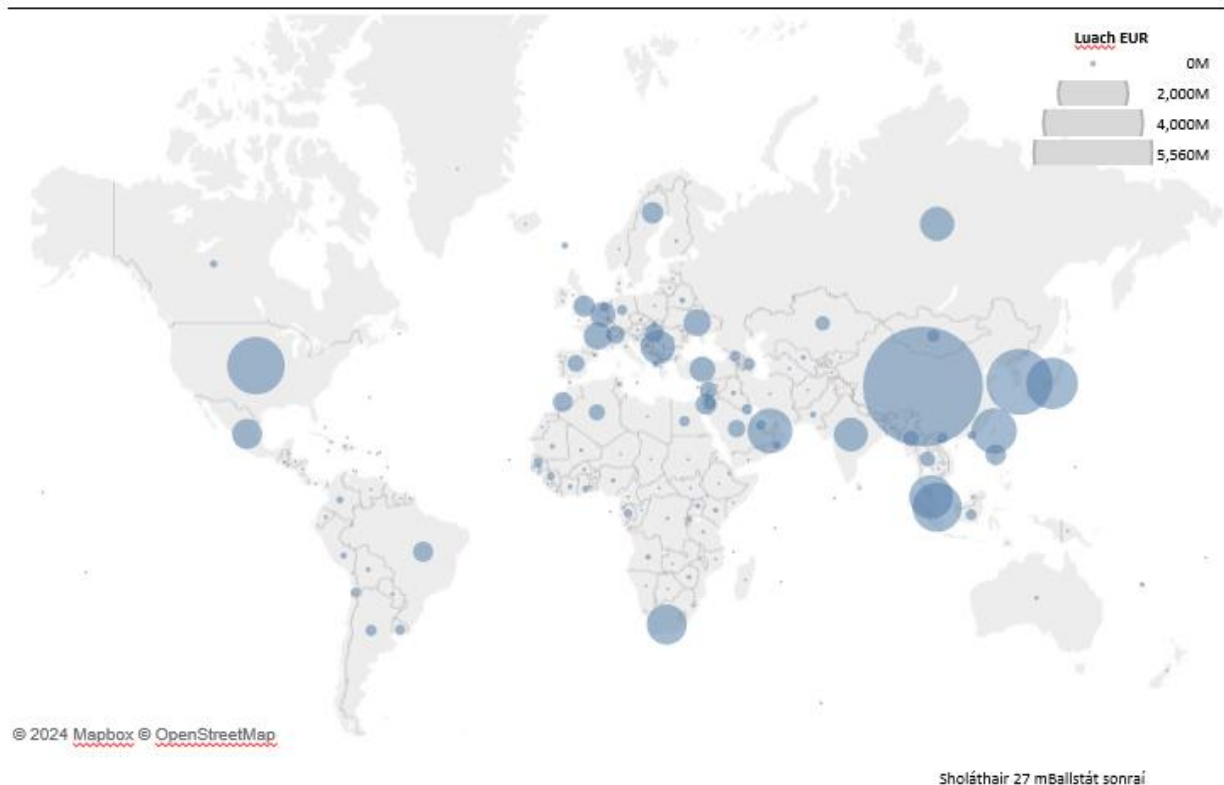 Luach EUR
0M
2,000M
4,000M
5,560M
© 2024 Mapbox © OpenStreetMap
Sholáthair 27 mBallstát sonraí